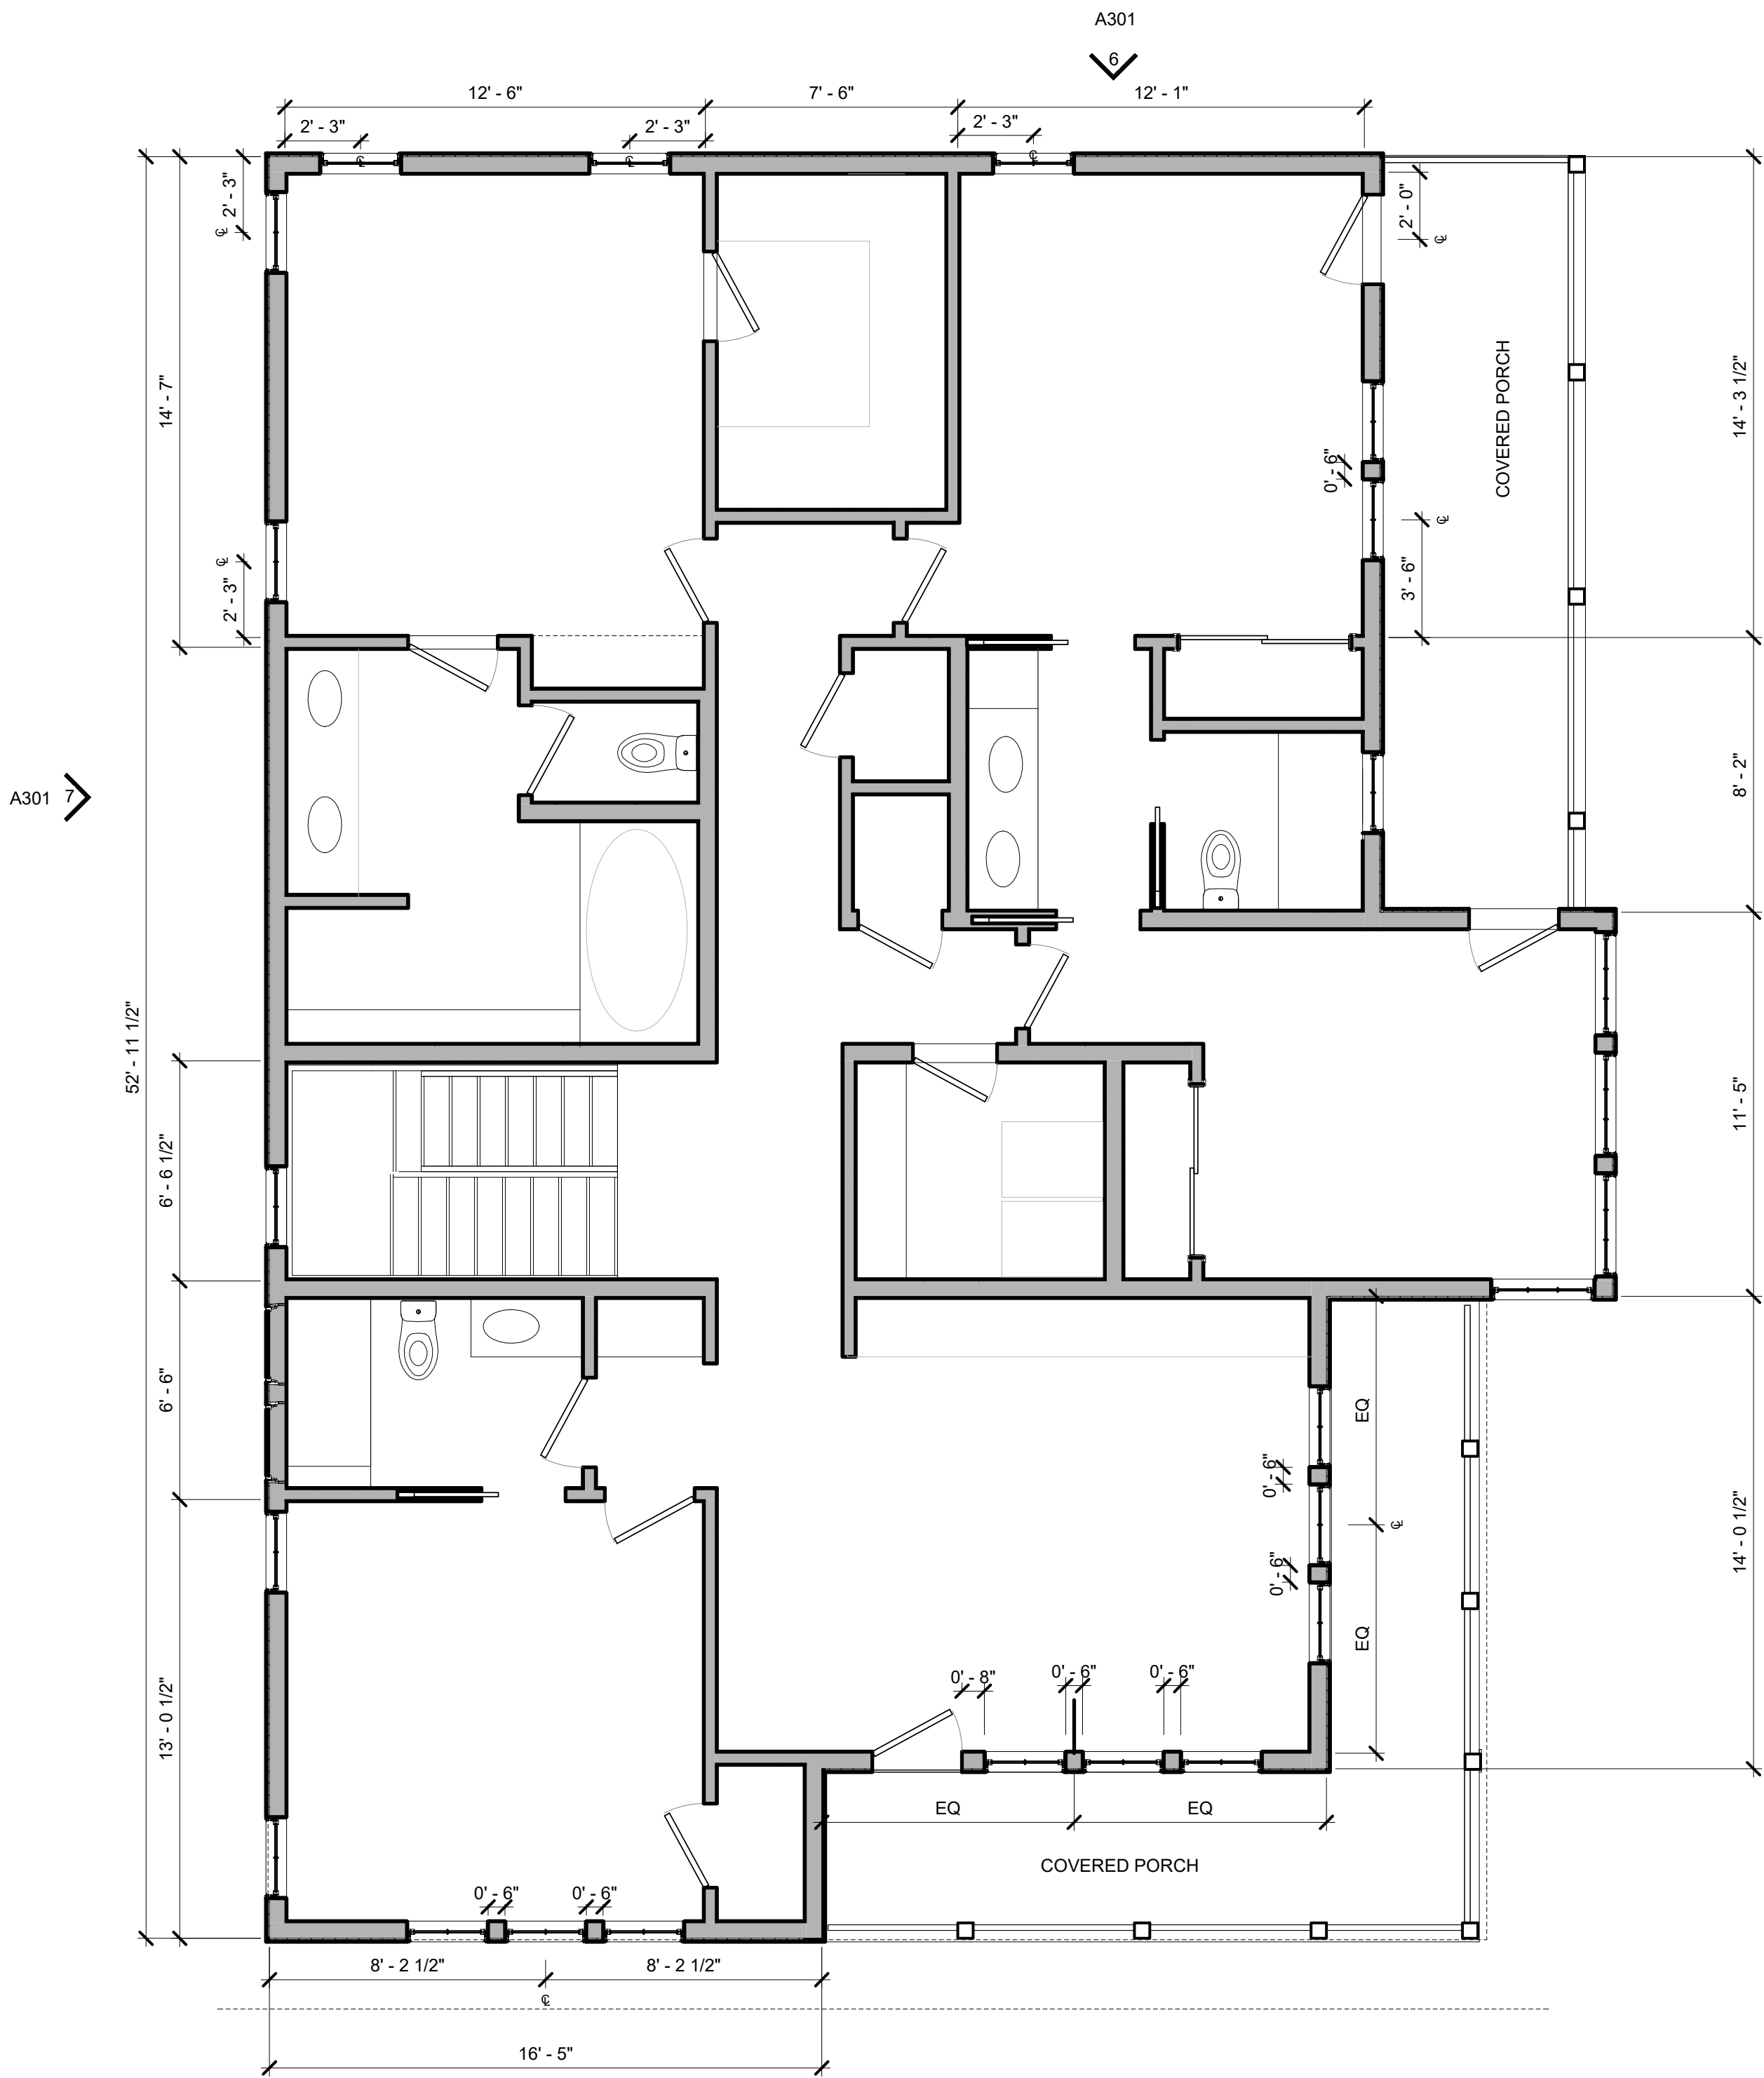 A301
6
12' - 6"
7' - 6"
12' - 1"
2' - 3"
2' - 3"
2' - 3"
2' - 3"
2' - 0"
14' - 7"
14' - 3 1/2"
COVERED PORCH
0' - 6"
2' - 3"
3' - 6"
A301
7
8' - 2"
52' - 11 1/2"
6' - 6 1/2"
11' - 5"
6' - 6"
EQ
0' - 6"
0' - 6"
14' - 0 1/2"
EQ
13' - 0 1/2"
0' - 8"
0' - 6"
0' - 6"
EQ
EQ
COVERED PORCH
0' - 6"
0' - 6"
8' - 2 1/2"
8' - 2 1/2"
16' - 5"